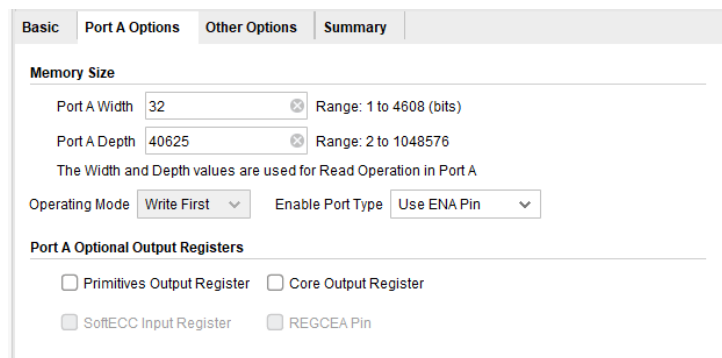 Basic Port A Options Other Options Summary
Memory Size
Port A Width 32 Range: 1 to 4608 (bits)
Port A Depth 40625 Range: 2 to 1048576
The Width and Depth values are used for Read Operation in Port A
Operating Mode Write First Enable Port Type Use ENA Pin
Port A Optional Output Registers
Primitives Output Register Core Output Register
SoftECC Input Register REGCEA Pin